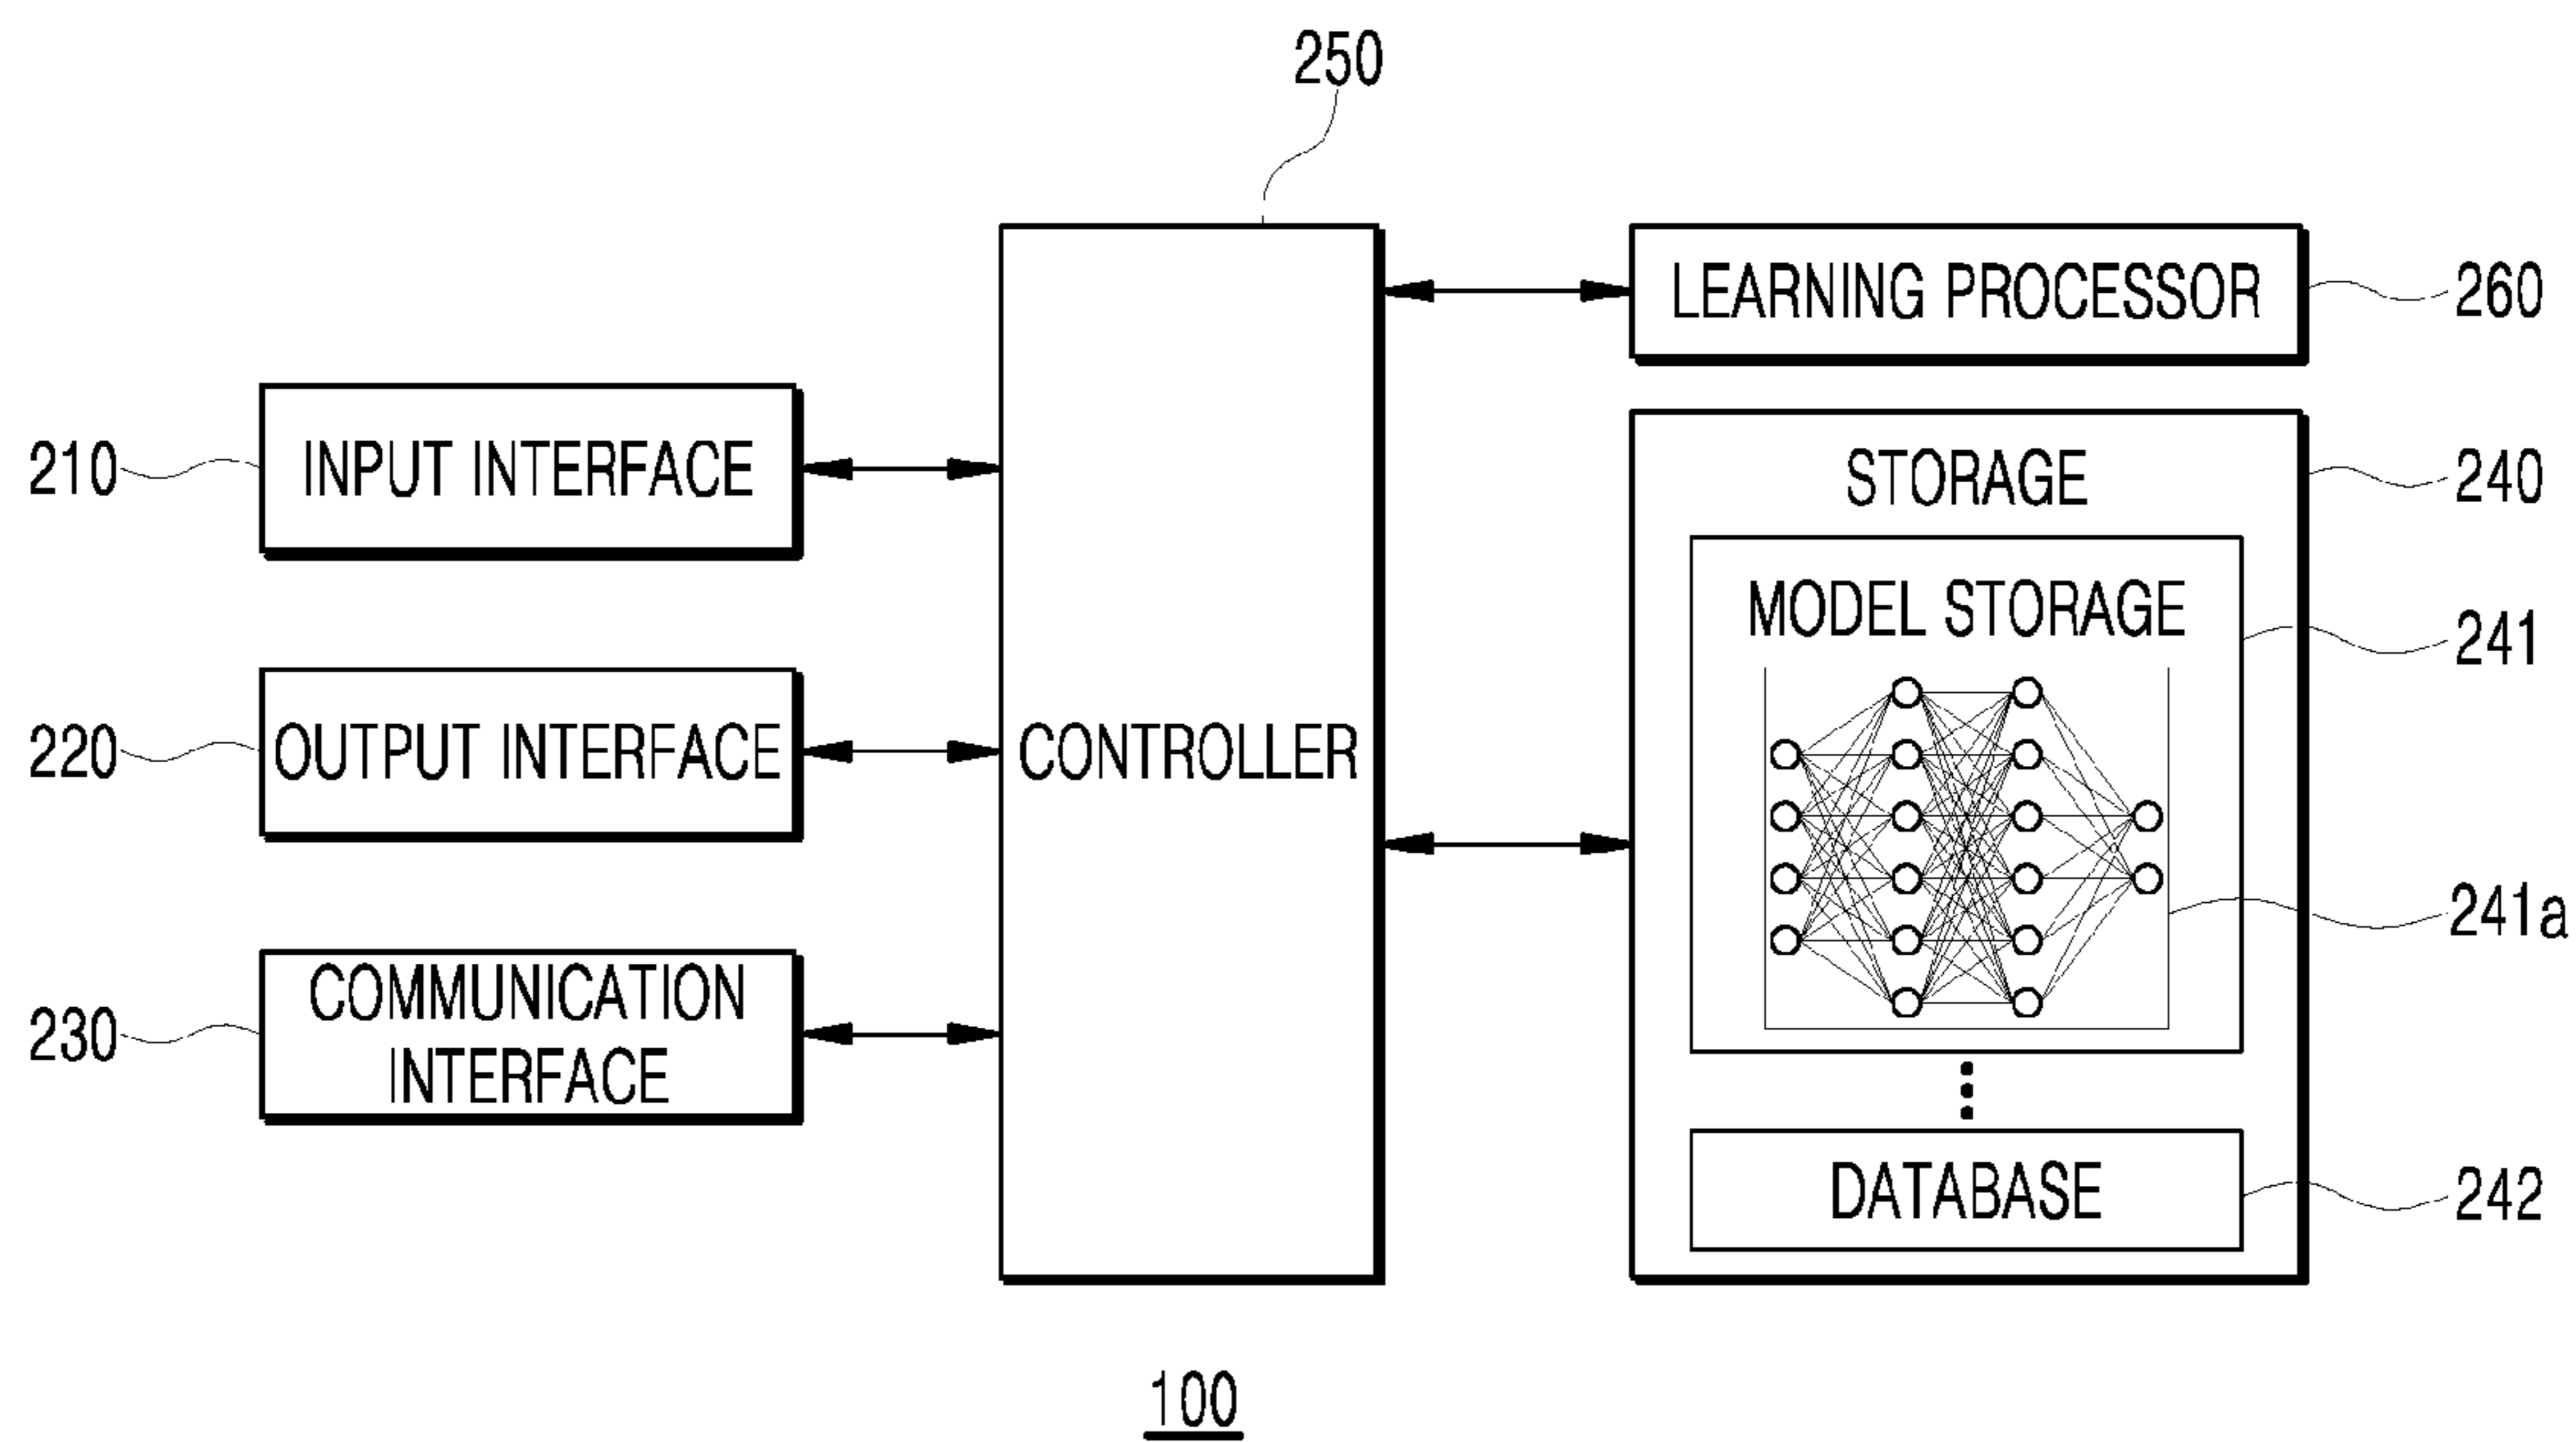 250
LEARNING PROCESSOR
260
210
INPUT INTERFACE
STORAGE
240
MODEL STORAGE
241
220
OUTPUT INTERFACE
CONTROLLER
241a
230
COMMUNICATION
INTERFACE
DATABASE
242
100